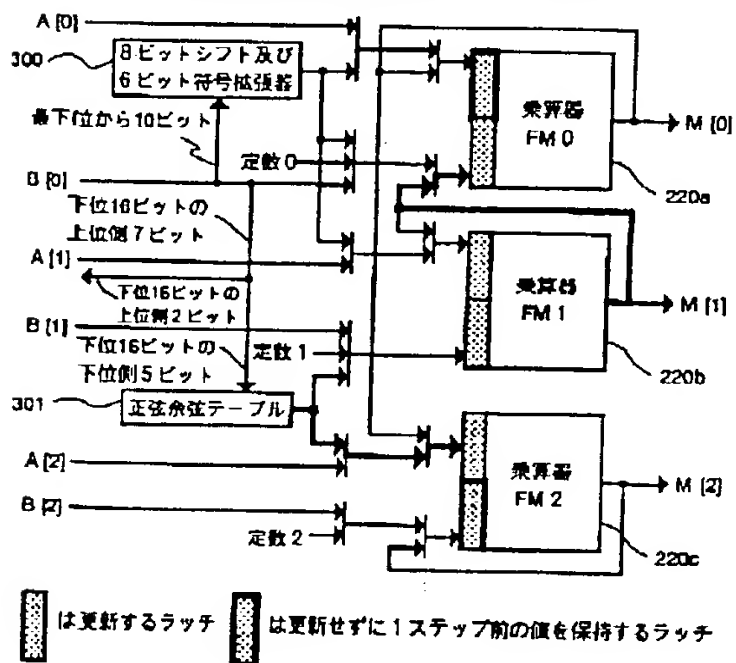 A [0]
300
8ビットシフト及び
6ビット符号拡張器
最下位から10ビット
定数0
B [0]
下位16ビットの
上位側7ビット
A [1]
下位16ビットの
上位側2ビット
B [1]
下位16ビットの
下位側5ビット
定数1
301
正弦余弦テーブル
A [2]
B [2]
定数2
乗算器
FM 0
M [0]
220a
乗算器
FM 1
M [1]
220b
乗算器
FM 2
M [2]
220c
は更新するラッチ
は更新せずに1ステップ前の値を保持するラッチ